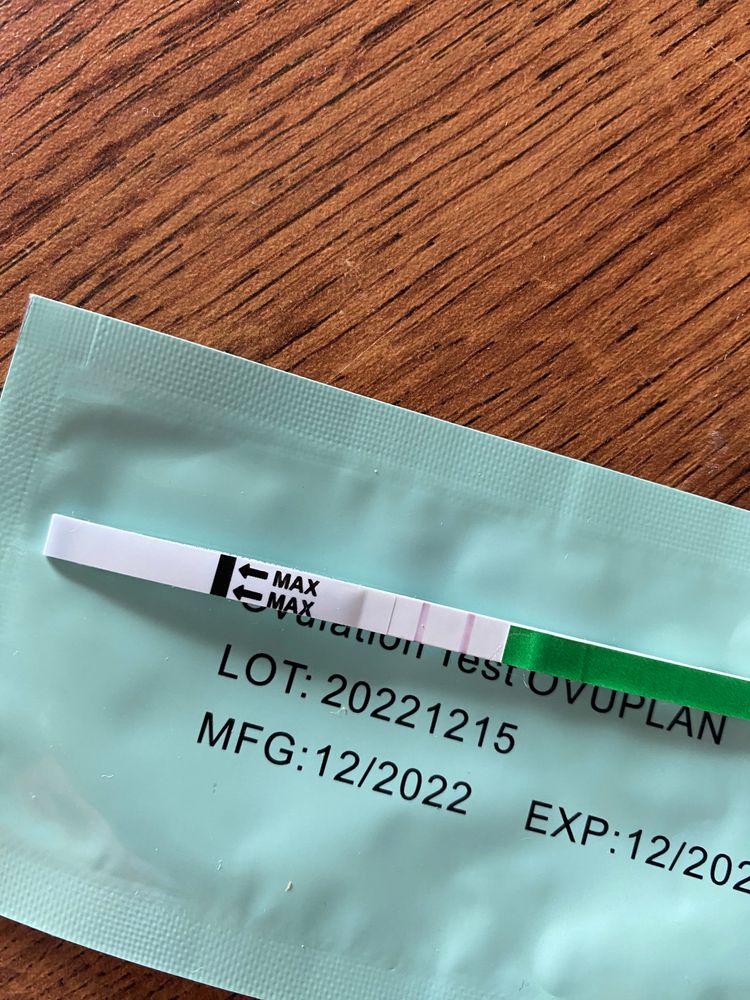 MAX
MAX
Ovulation Test OVUPLAN
LOT: 20221215
MFG:12/2022 EXP:12/202